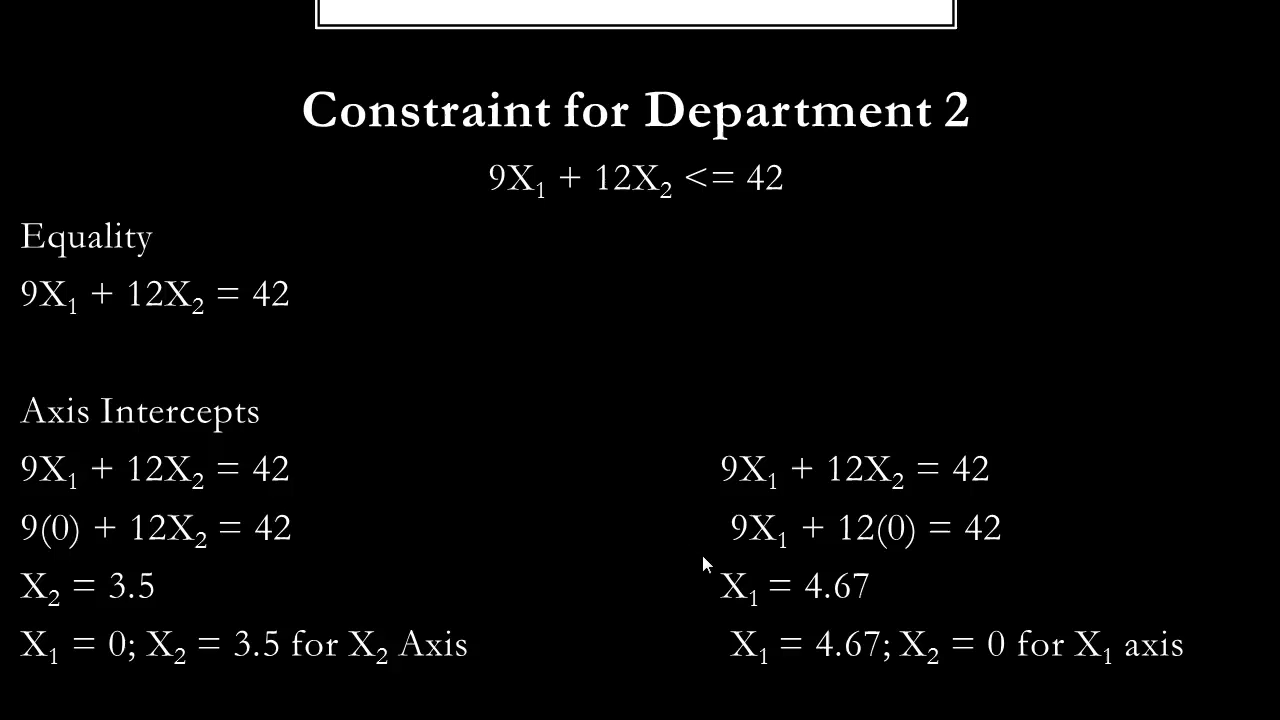 Constraint for Department 2
9X₁ + 12X₂ <= 42
Equality
9X₁ + 12X₂ = 42
Axis Intercepts
9X₁ + 12X₂ = 42 9X₁ + 12X₂ = 42
9(0) + 12X₂ = 42 9X₁ + 12(0) = 42
X₂ = 3.5 X₁ = 4.67
X₁ = 0; X₂ = 3.5 for X₂ Axis X₁ = 4.67; X₂ = 0 for X₁ axis